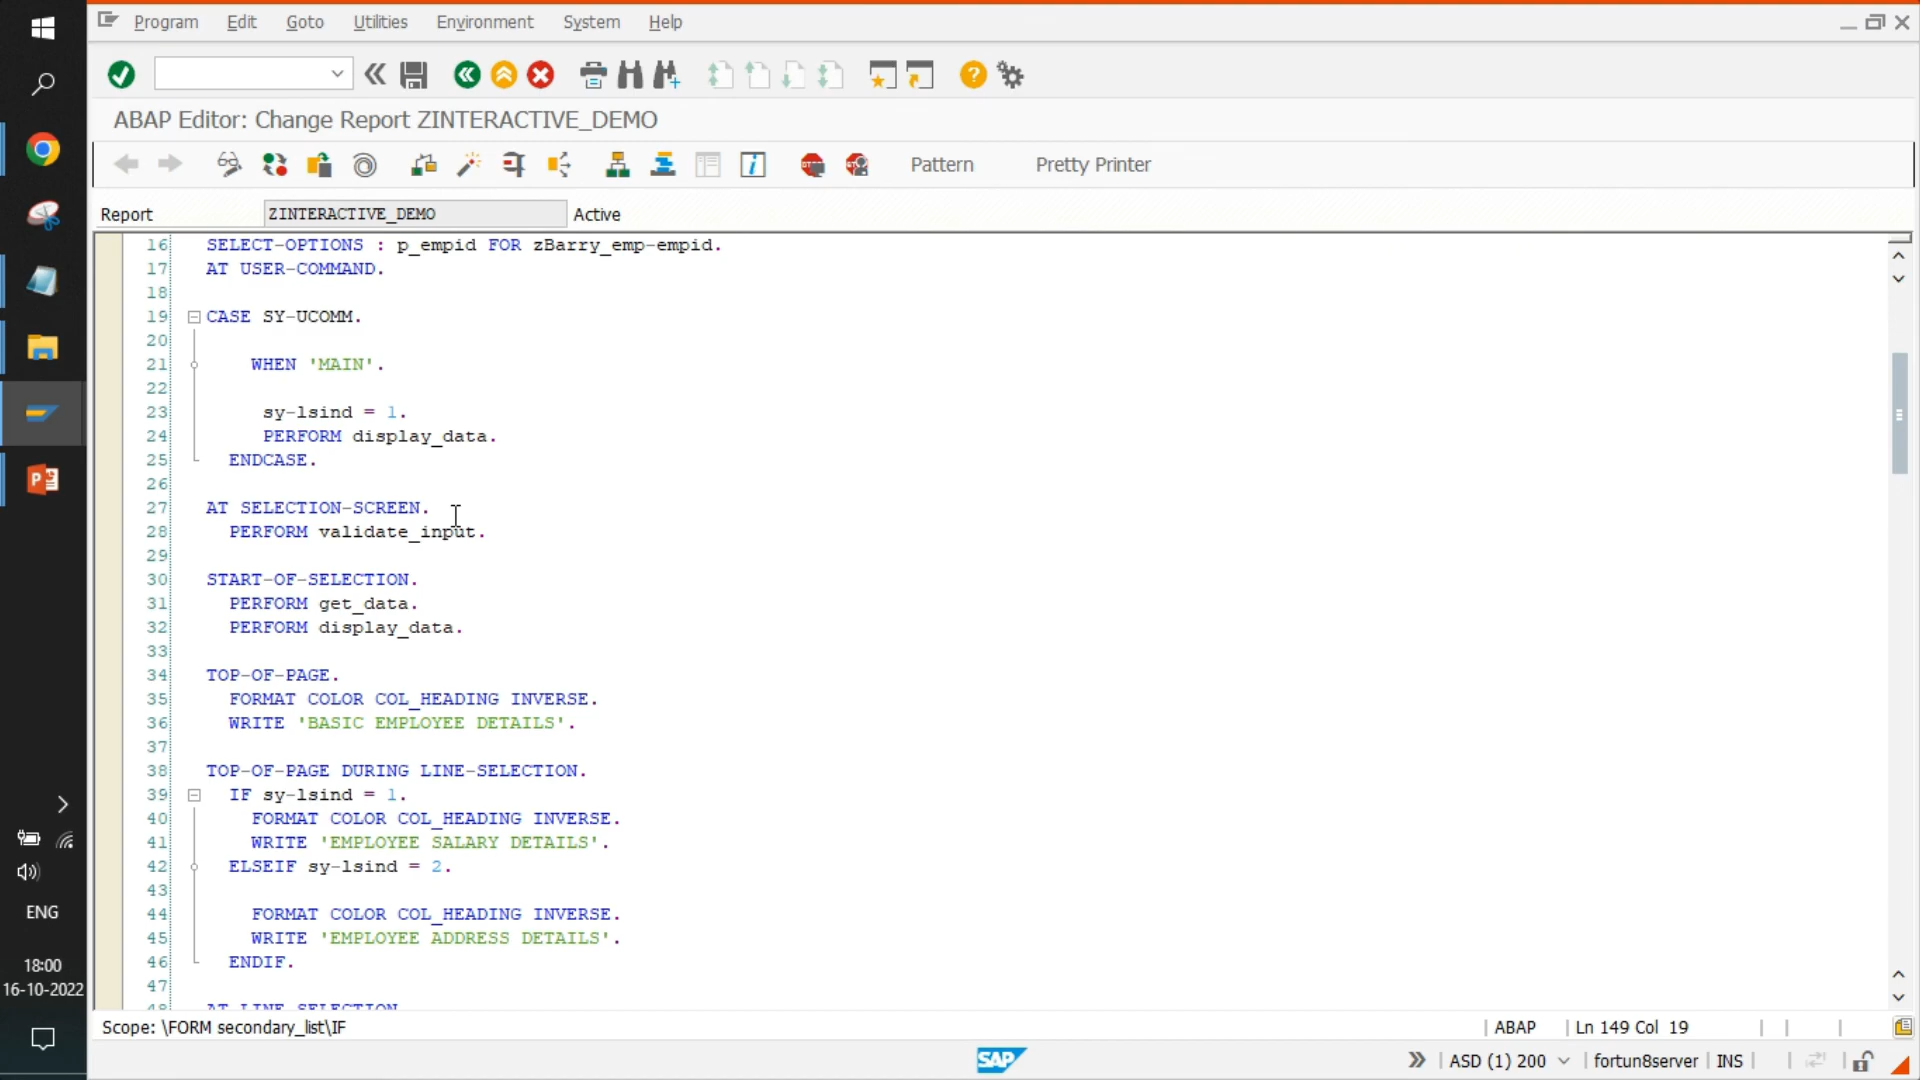 Program Edit Goto Utilities Environment System Help
ABAP Editor: Change Report ZINTERACTIVE_DEMO
Pattern Pretty Printer
Report ZINTERACTIVE_DEMO Active
16 SELECT-OPTIONS : p_empid FOR zBarry_emp-empid.
17 AT USER-COMMAND.
18
19 CASE SY-UCOMM.
20
21 WHEN 'MAIN'.
22
23 sy-lsind = 1.
24 PERFORM display_data.
25 ENDCASE.
26
27 AT SELECTION-SCREEN.
28 PERFORM validate_input.
29
30 START-OF-SELECTION.
31 PERFORM get_data.
32 PERFORM display_data.
33
34 TOP-OF-PAGE.
35 FORMAT COLOR COL_HEADING INVERSE.
36 WRITE 'BASIC EMPLOYEE DETAILS'.
37
38 TOP-OF-PAGE DURING LINE-SELECTION.
39 IF sy-lsind = 1.
40 FORMAT COLOR COL_HEADING INVERSE.
41 WRITE 'EMPLOYEE SALARY DETAILS'.
42 ELSEIF sy-lsind = 2.
43
44 FORMAT COLOR COL_HEADING INVERSE.
45 WRITE 'EMPLOYEE ADDRESS DETAILS'.
46 ENDIF.
47
48 AT LINE-SELECTION
Scope: \FORM secondary_list\IF ABAP Ln 149 Col 19
SAP ASD (1) 200 fortun8server INS
ENG
18:00
16-10-2022